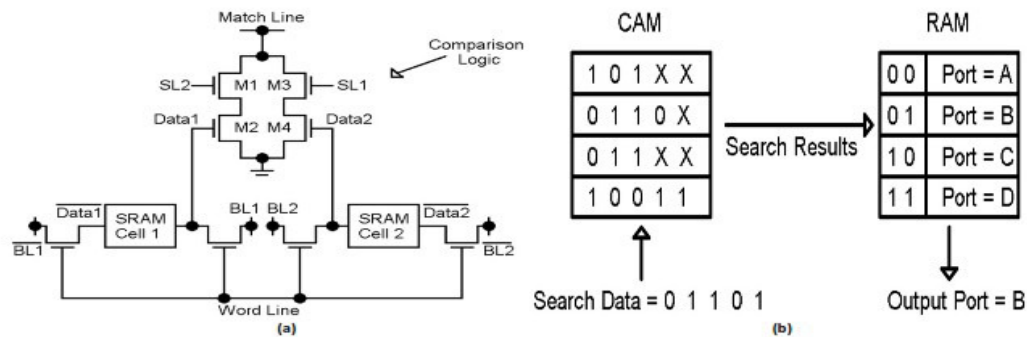 Match Line
Comparison
Logic
SL2
M1
M3
SL1
Data1
M2
M4
Data2
Data1
SRAM
Cell 1
BL1
BL2
SRAM
Cell 2
Data2
BL1
BL2
Word Line
(a)
CAM
RAM
1 0 1 X X
0 1 1 0 X
0 1 1 X X
1 0 0 1 1
Search Results
0 0 Port = A
0 1 Port = B
1 0 Port = C
1 1 Port = D
Search Data = 0 1 1 0 1
Output Port = B
(b)